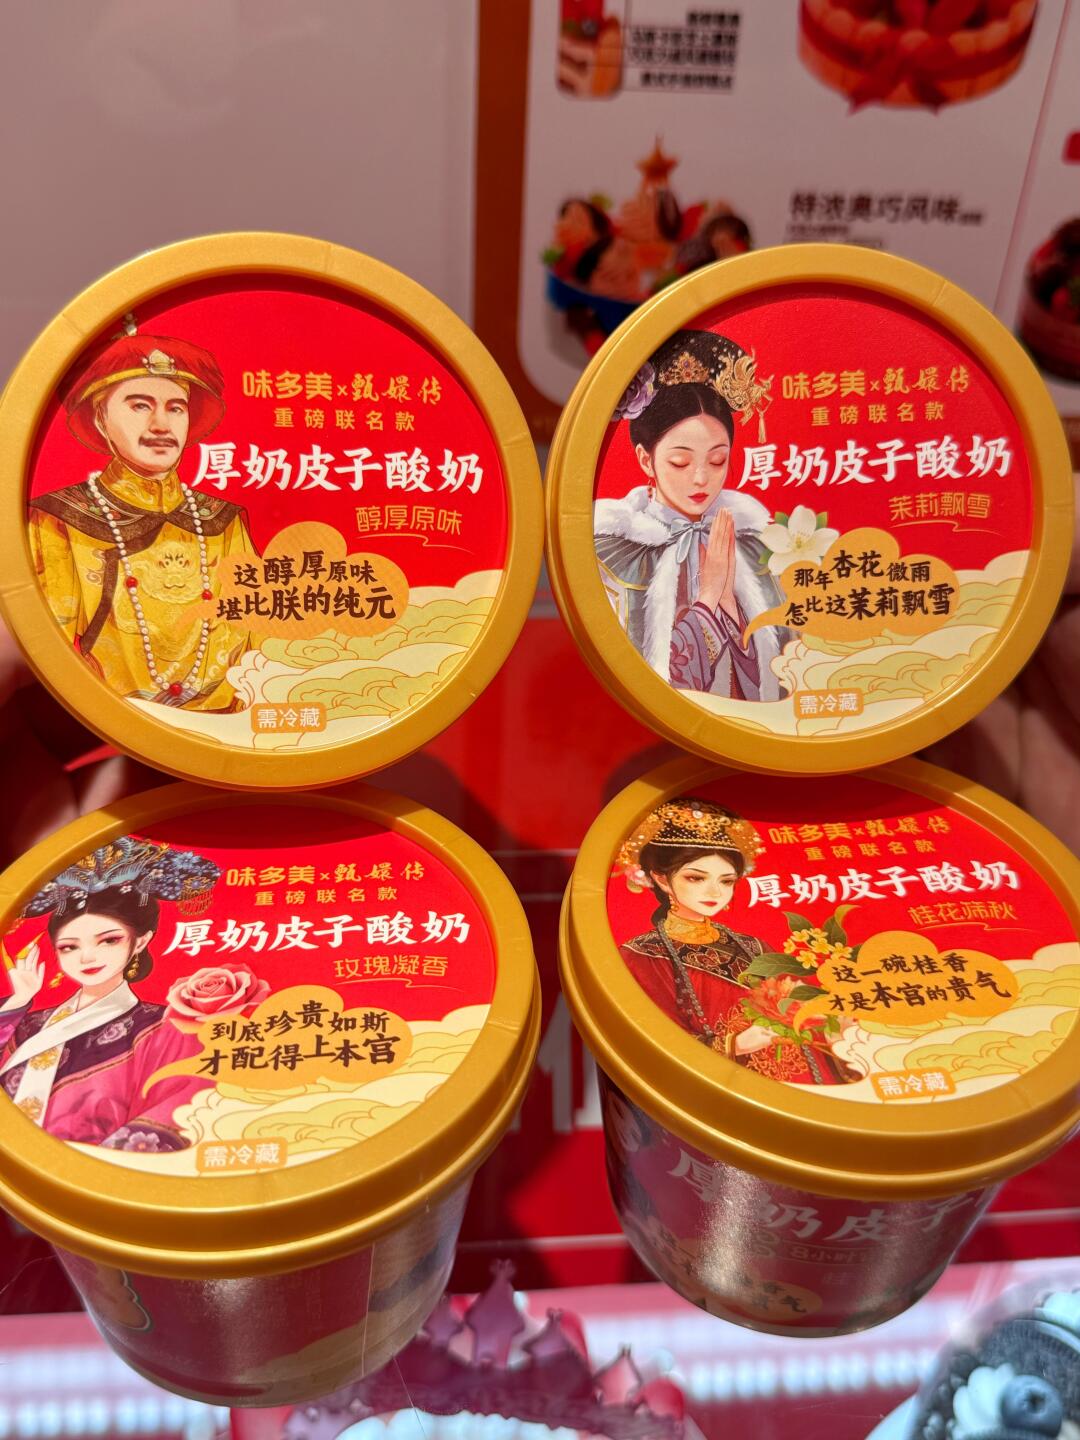 特浓奥巧风味
味多美×甄嬛传
重磅联名款
厚奶皮子酸奶
醇厚原味
这醇厚原味
堪比朕的纯元
需冷藏
味多美×甄嬛传
重磅联名款
厚奶皮子酸奶
茉莉飘雪
那年杏花微雨
怎比这茉莉飘雪
需冷藏
味多美×甄嬛传
重磅联名款
厚奶皮子酸奶
玫瑰凝香
到底珍贵如斯
才配得上本宫
需冷藏
味多美×甄嬛传
重磅联名款
厚奶皮子酸奶
桂花沛秋
这一碗桂香
才是本宫的贵气
需冷藏
厚奶皮子
8小时